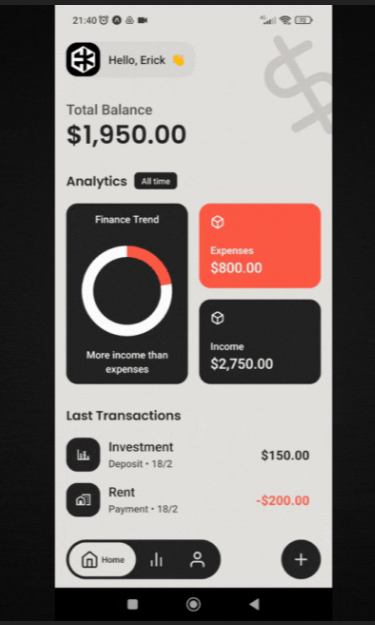 21:40
Hello, Erick 👋
Total Balance
$1,950.00
Analytics All time
Finance Trend
More income than
expenses
Expenses
$800.00
Income
$2,750.00
Last Transactions
Investment
Deposit • 18/2
$150.00
Rent
Payment • 18/2
-$200.00
Home